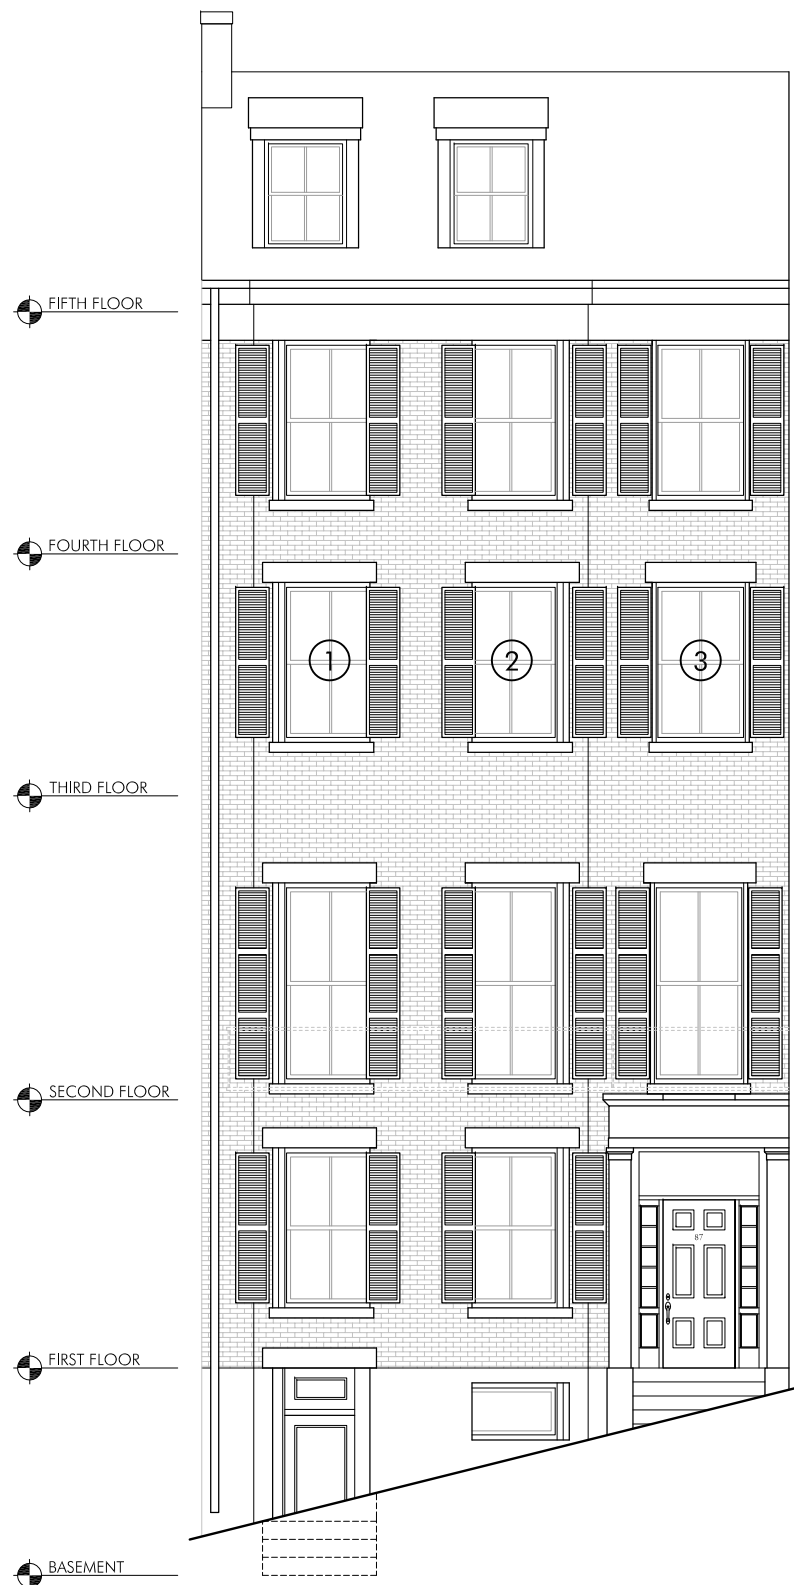 FIFTH FLOOR
FOURTH FLOOR
1 2 3
THIRD FLOOR
SECOND FLOOR
87
FIRST FLOOR
BASEMENT